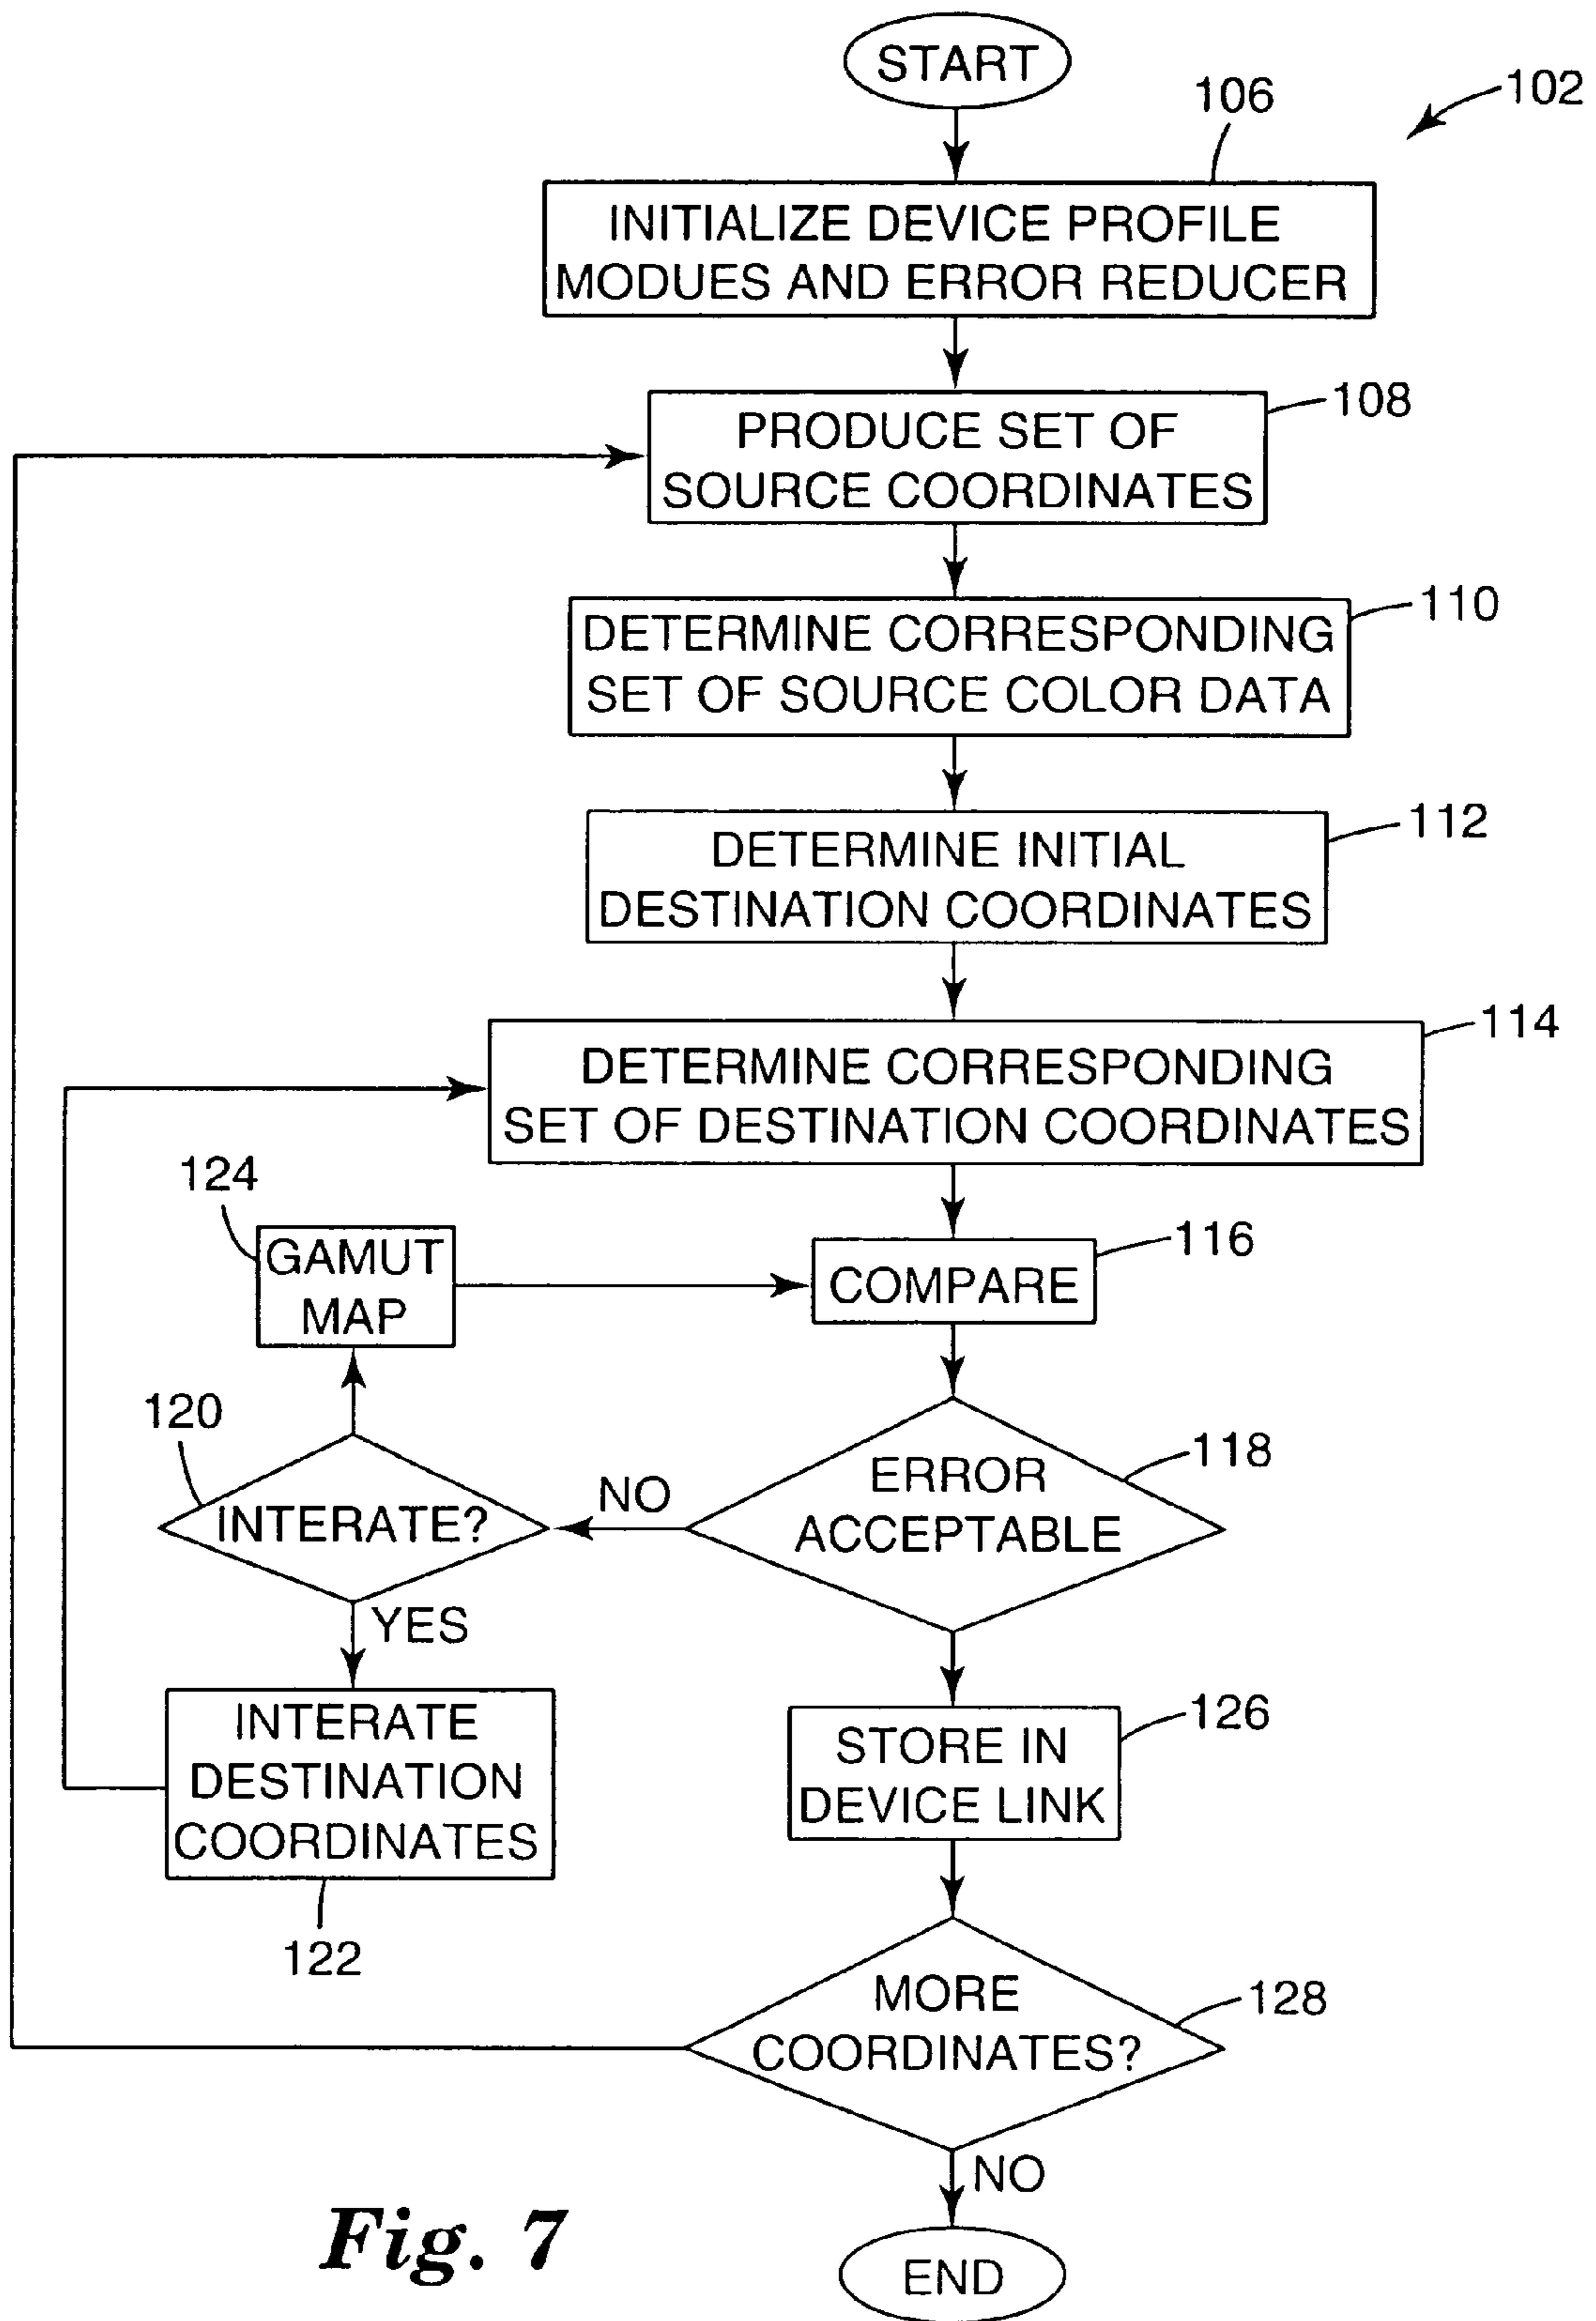 START
106
102
INITIALIZE DEVICE PROFILE
MODUES AND ERROR REDUCER
108
PRODUCE SET OF
SOURCE COORDINATES
110
DETERMINE CORRESPONDING
SET OF SOURCE COLOR DATA
112
DETERMINE INITIAL
DESTINATION COORDINATES
114
DETERMINE CORRESPONDING
SET OF DESTINATION COORDINATES
124
GAMUT
MAP
116
COMPARE
120
INTERATE?
NO
118
ERROR
ACCEPTABLE
YES
INTERATE
DESTINATION
COORDINATES
122
126
STORE IN
DEVICE LINK
128
MORE
COORDINATES?
NO
END
Fig. 7